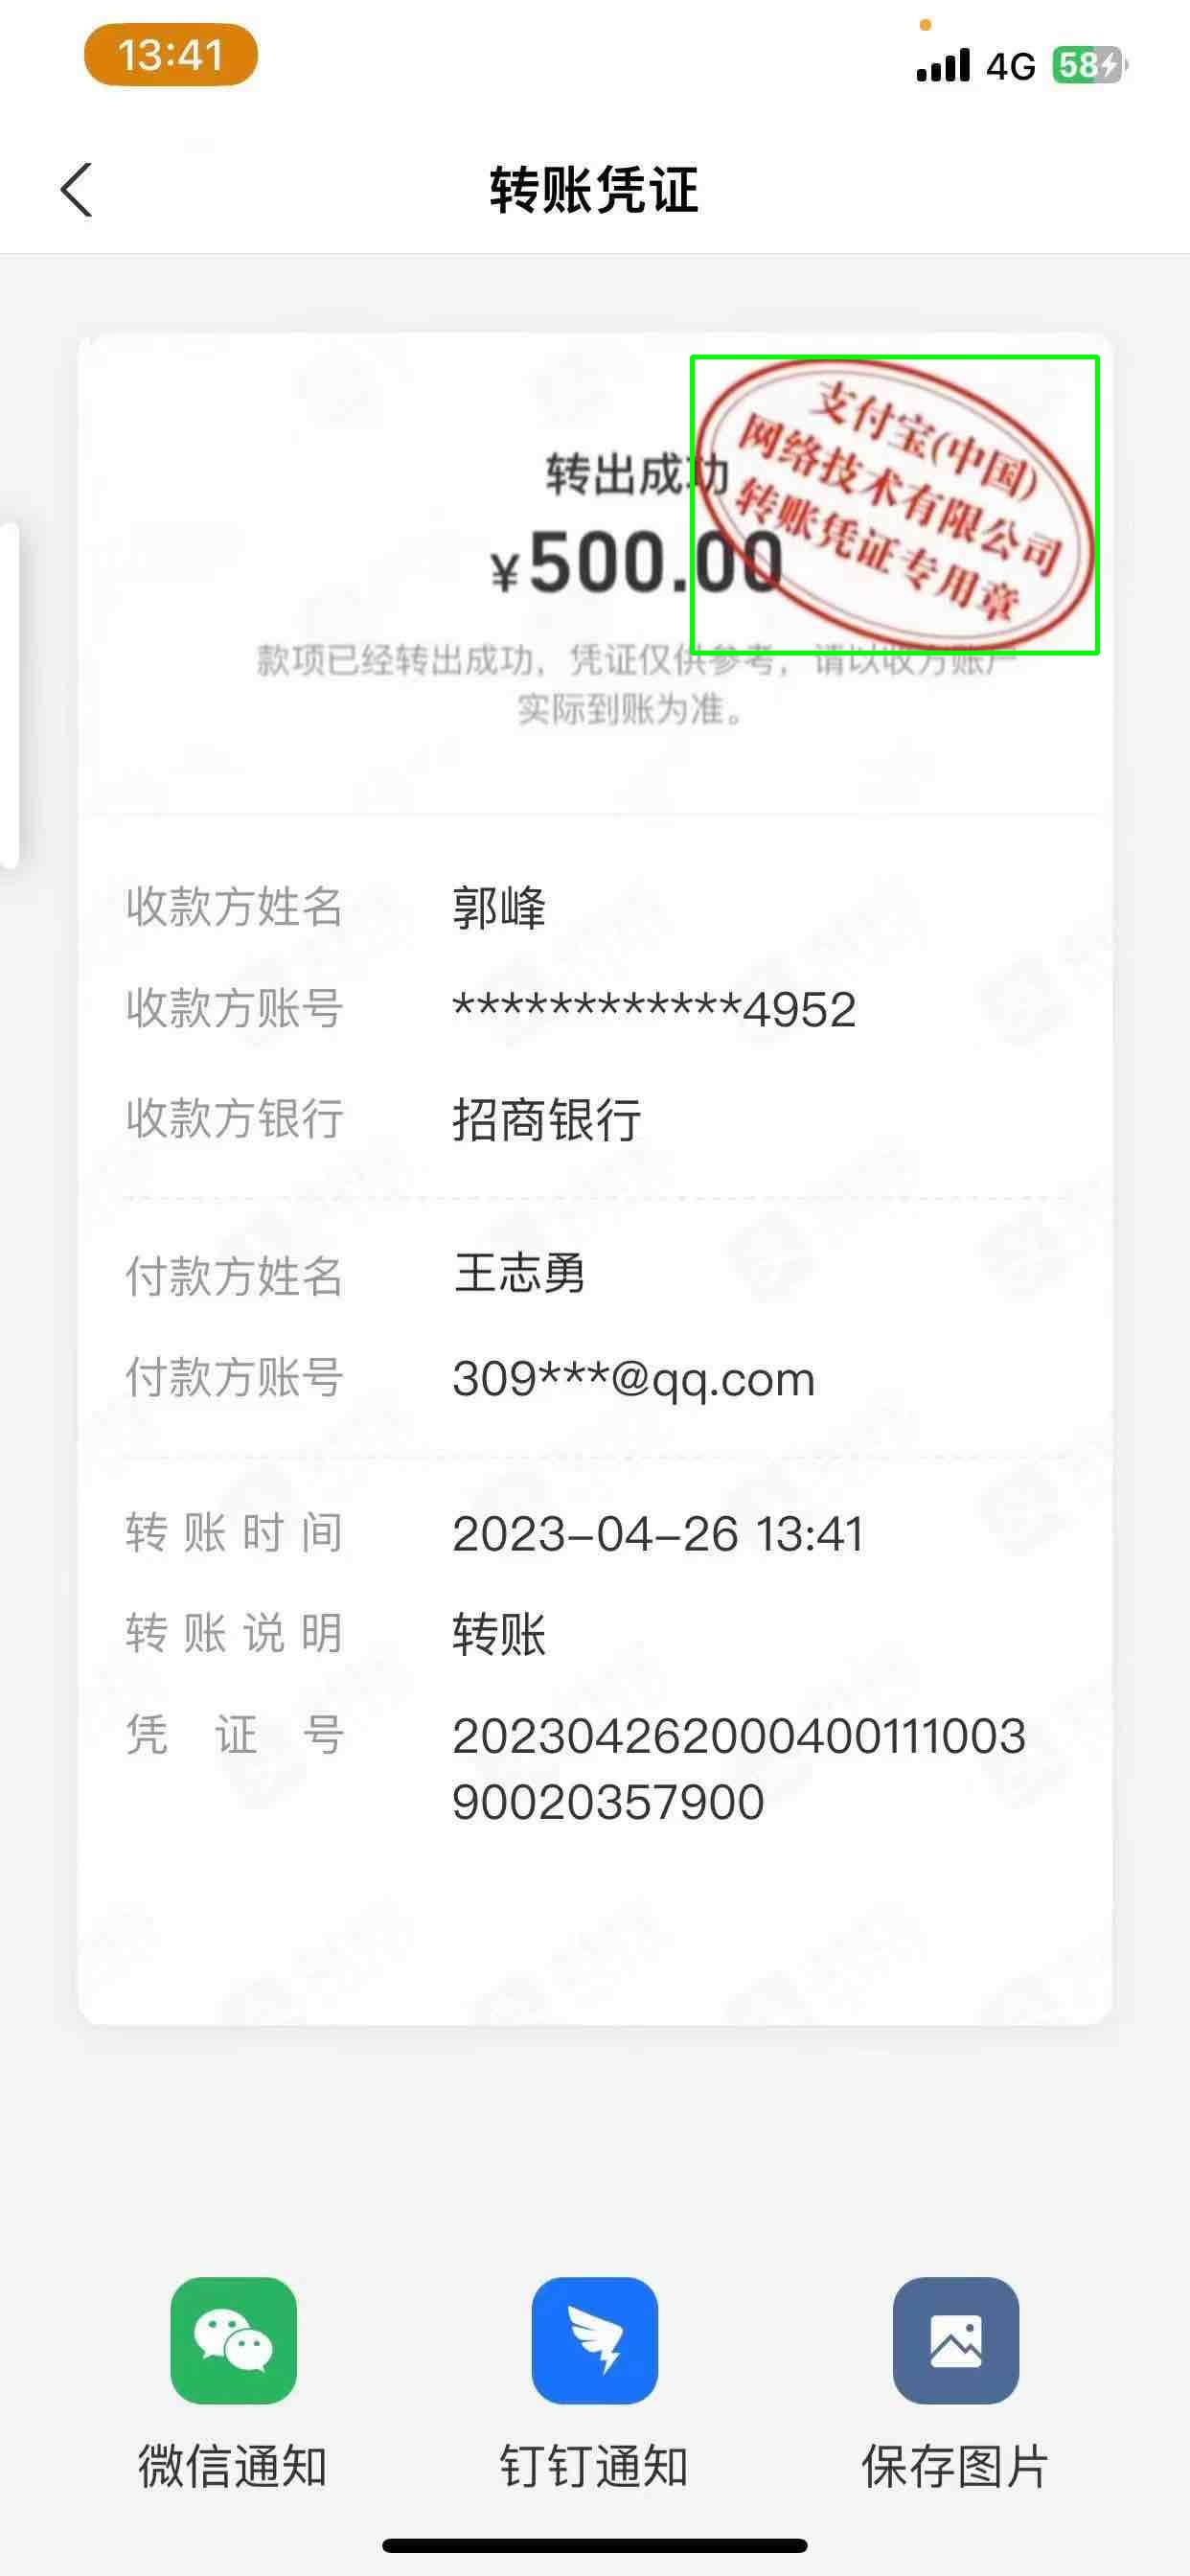 13:41
4G 58
转账凭证
支付宝(中国)
网络技术有限公司
转账凭证专用章
转出成功
¥500.00
款项已经转出成功，凭证仅供参考，请以收方账户
实际到账为准。
收款方姓名 郭峰
收款方账号 ************4952
收款方银行 招商银行
付款方姓名 王志勇
付款方账号 309***@qq.com
转账时间 2023-04-26 13:41
转账说明 转账
凭证号 20230426200040011100​3
90020357900
微信通知 钉钉通知 保存图片